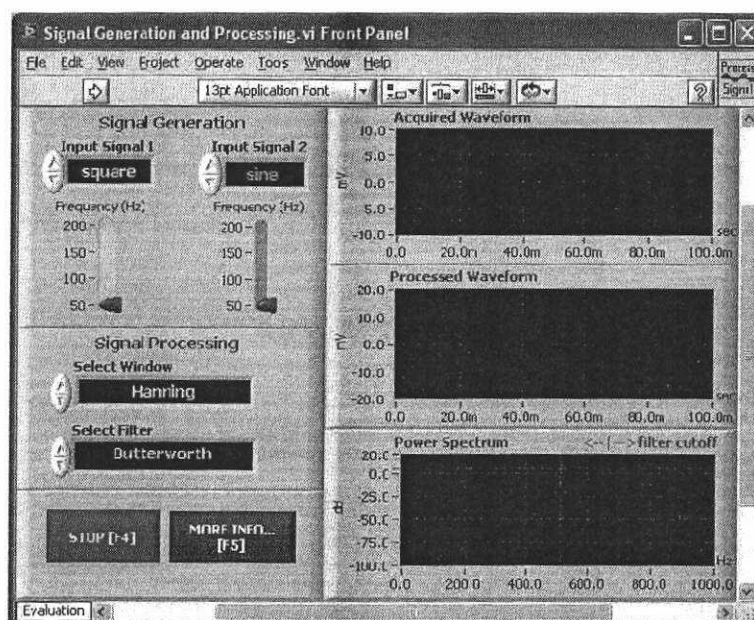 Signal Generation and Processing.vi Front Panel
File Edit View Project Operate Tools Window Help
13pt Application Font
Process
Signal
Signal Generation
Input Signal 1
Input Signal 2
square
sine
Frequency (Hz)
Frequency (Hz)
200
150
100
50
200
150
100
50
Signal Processing
Select Window
Hanning
Select Filter
Butterworth
STOP [F4]
MORE INFO...
[F5]
Acquired Waveform
mV
10.0
5.0
0.0
5.0
-10.0
sec
0.0 20.0m 40.0m 60.0m 80.0m 100.0m
Processed Waveform
mV
20.0
10.0
0.0
-10.0
-20.0
sec
0.0 20.0m 40.0m 60.0m 80.0m 100.0m
Power Spectrum
<--|--> filter cutoff
dB
20.0
0.0
-25.0
-50.0
-75.0
-100.0
Hz
0.0 200.0 400.0 600.0 800.0 1000.0
Evaluation